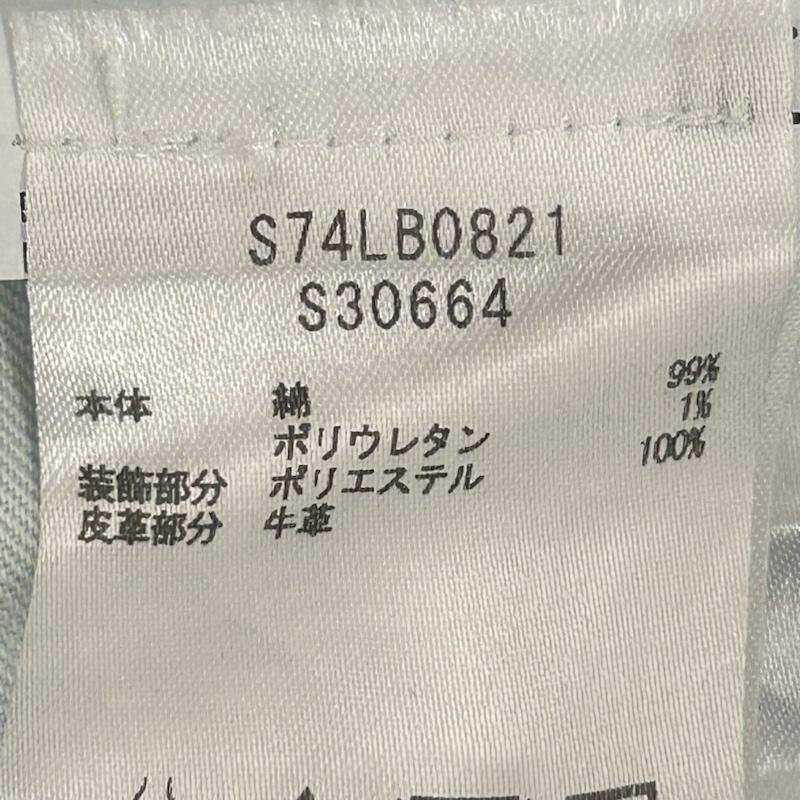 S74LB0821
S30664
本体 綿 99%
ポリウレタン 1%
装飾部分 ポリエステル 100%
皮革部分 牛革